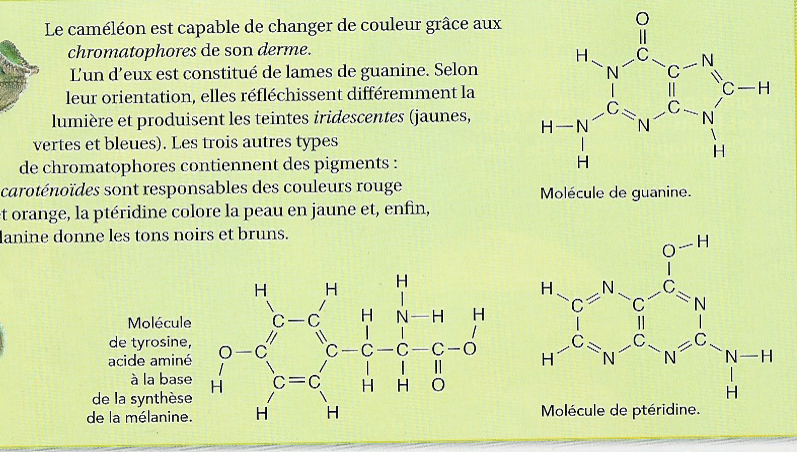 Le caméléon est capable de changer de couleur grâce aux
chromatophores de son derme.
L'un d'eux est constitué de lames de guanine. Selon
leur orientation, elles réfléchissent différemment la
lumière et produisent les teintes iridescentes (jaunes,
vertes et bleues). Les trois autres types
de chromatophores contiennent des pigments :
caroténoïdes sont responsables des couleurs rouge
t orange, la ptéridine colore la peau en jaune et, enfin,
lanine donne les tons noirs et bruns.
O
H C N
N C
C—H
C C
H—N N N
H H
Molécule de guanine.
Molécule
de tyrosine,
acide aminé
à la base
de la synthèse
de la mélanine.
H H H
C—C H N—H H
O—C C—C—C—C—O
H C=C H H O
H H
O—H
H N C
C C N
C C C
H N N N—H
H
Molécule de ptéridine.